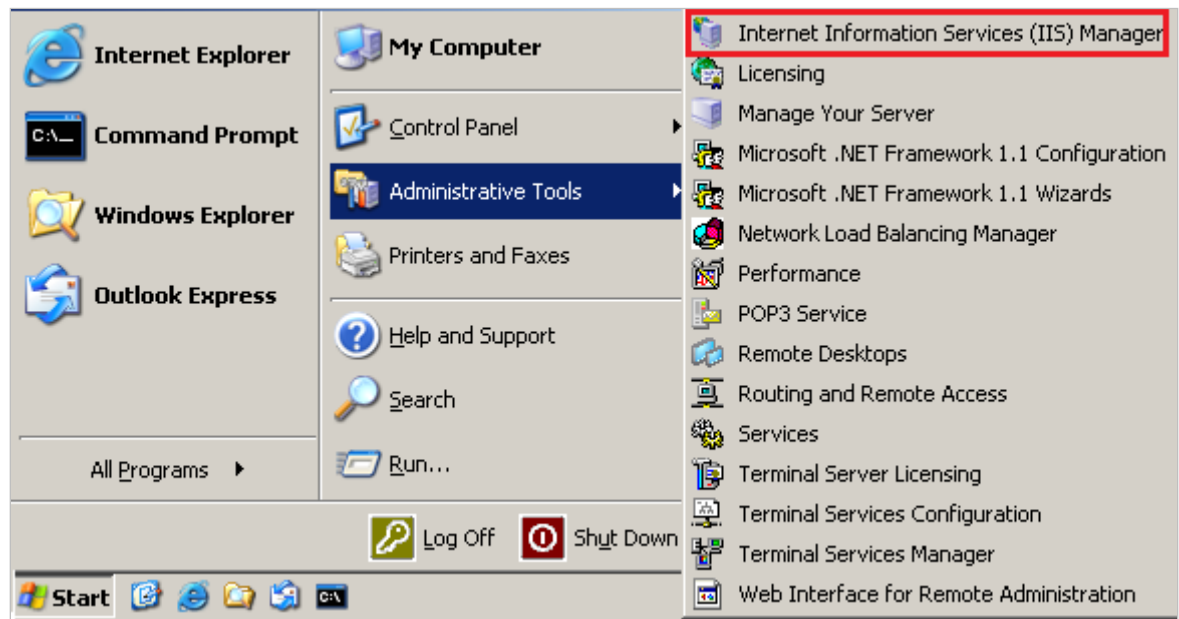 Internet Explorer
C:\_
Command Prompt
Windows Explorer
Outlook Express
All Programs
My Computer
Control Panel
Administrative Tools
Printers and Faxes
Help and Support
Search
Run...
Log Off
Shut Down
Internet Information Services (IIS) Manager
Licensing
Manage Your Server
Microsoft .NET Framework 1.1 Configuration
Microsoft .NET Framework 1.1 Wizards
Network Load Balancing Manager
Performance
POP3 Service
Remote Desktops
Routing and Remote Access
Services
Terminal Server Licensing
Terminal Services Configuration
Terminal Services Manager
Web Interface for Remote Administration
Start